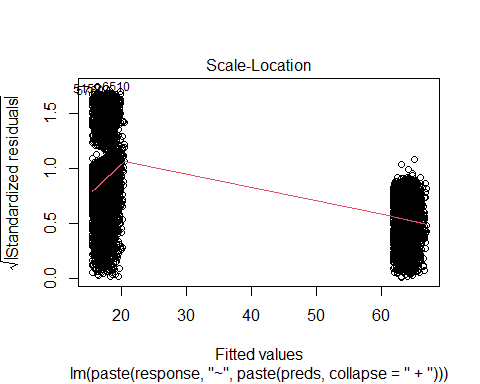 Scale-Location
√|Standardized residuals|
0.0 0.5 1.0 1.5
20 30 40 50 60
Fitted values
lm(paste(response, "~", paste(preds, collapse = " + ")))